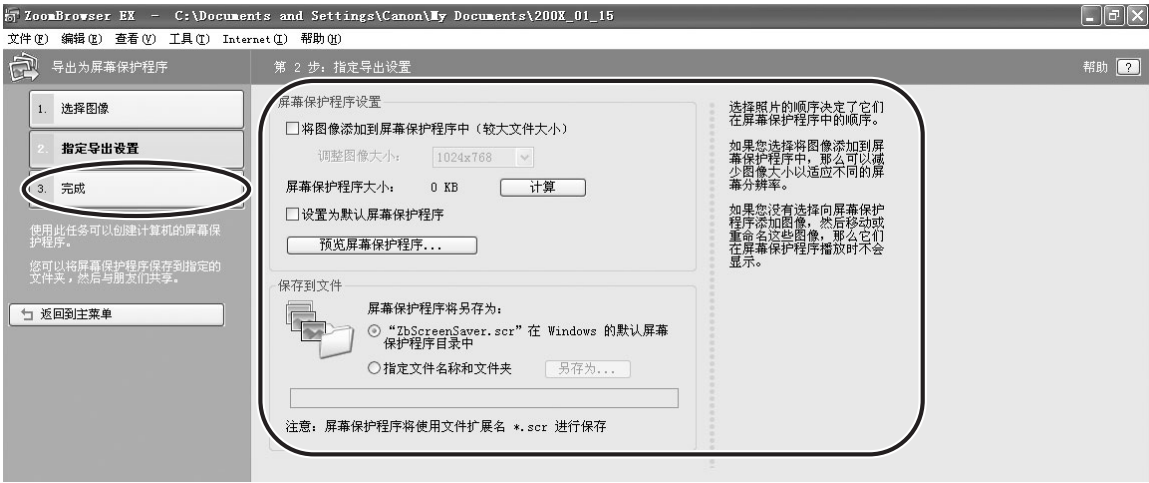 ZoomBrowser EX - C:\Documents and Settings\Canon\My Documents\200X_01_15
文件(F) 编辑(E) 查看(V) 工具(T) Internet(I) 帮助(H)
导出为屏幕保护程序
第 2 步: 指定导出设置
帮助 ?
1. 选择图像
2. 指定导出设置
3. 完成
使用此任务可以创建计算机的屏幕保
护程序。
您可以将屏幕保护程序保存到指定的
文件夹，然后与朋友们共享。
返回到主菜单
屏幕保护程序设置
将图像添加到屏幕保护程序中（较大文件大小）
调整图像大小: 1024x768
屏幕保护程序大小: 0 KB 计算
设置为默认屏幕保护程序
预览屏幕保护程序...
保存到文件
屏幕保护程序将另存为:
“ZbScreenSaver.scr”在 Windows 的默认屏幕
保护程序目录中
指定文件名称和文件夹 另存为...
注意: 屏幕保护程序将使用文件扩展名 *.scr 进行保存
选择照片的顺序决定了它们
在屏幕保护程序中的顺序。
如果您选择将图像添加到屏
幕保护程序中，那么可以减
少图像大小以适应不同的屏
幕分辨率。
如果您没有选择向屏幕保护
程序添加图像，然后移动或
重命名这些图像，那么它们
在屏幕保护程序播放时不会
显示。